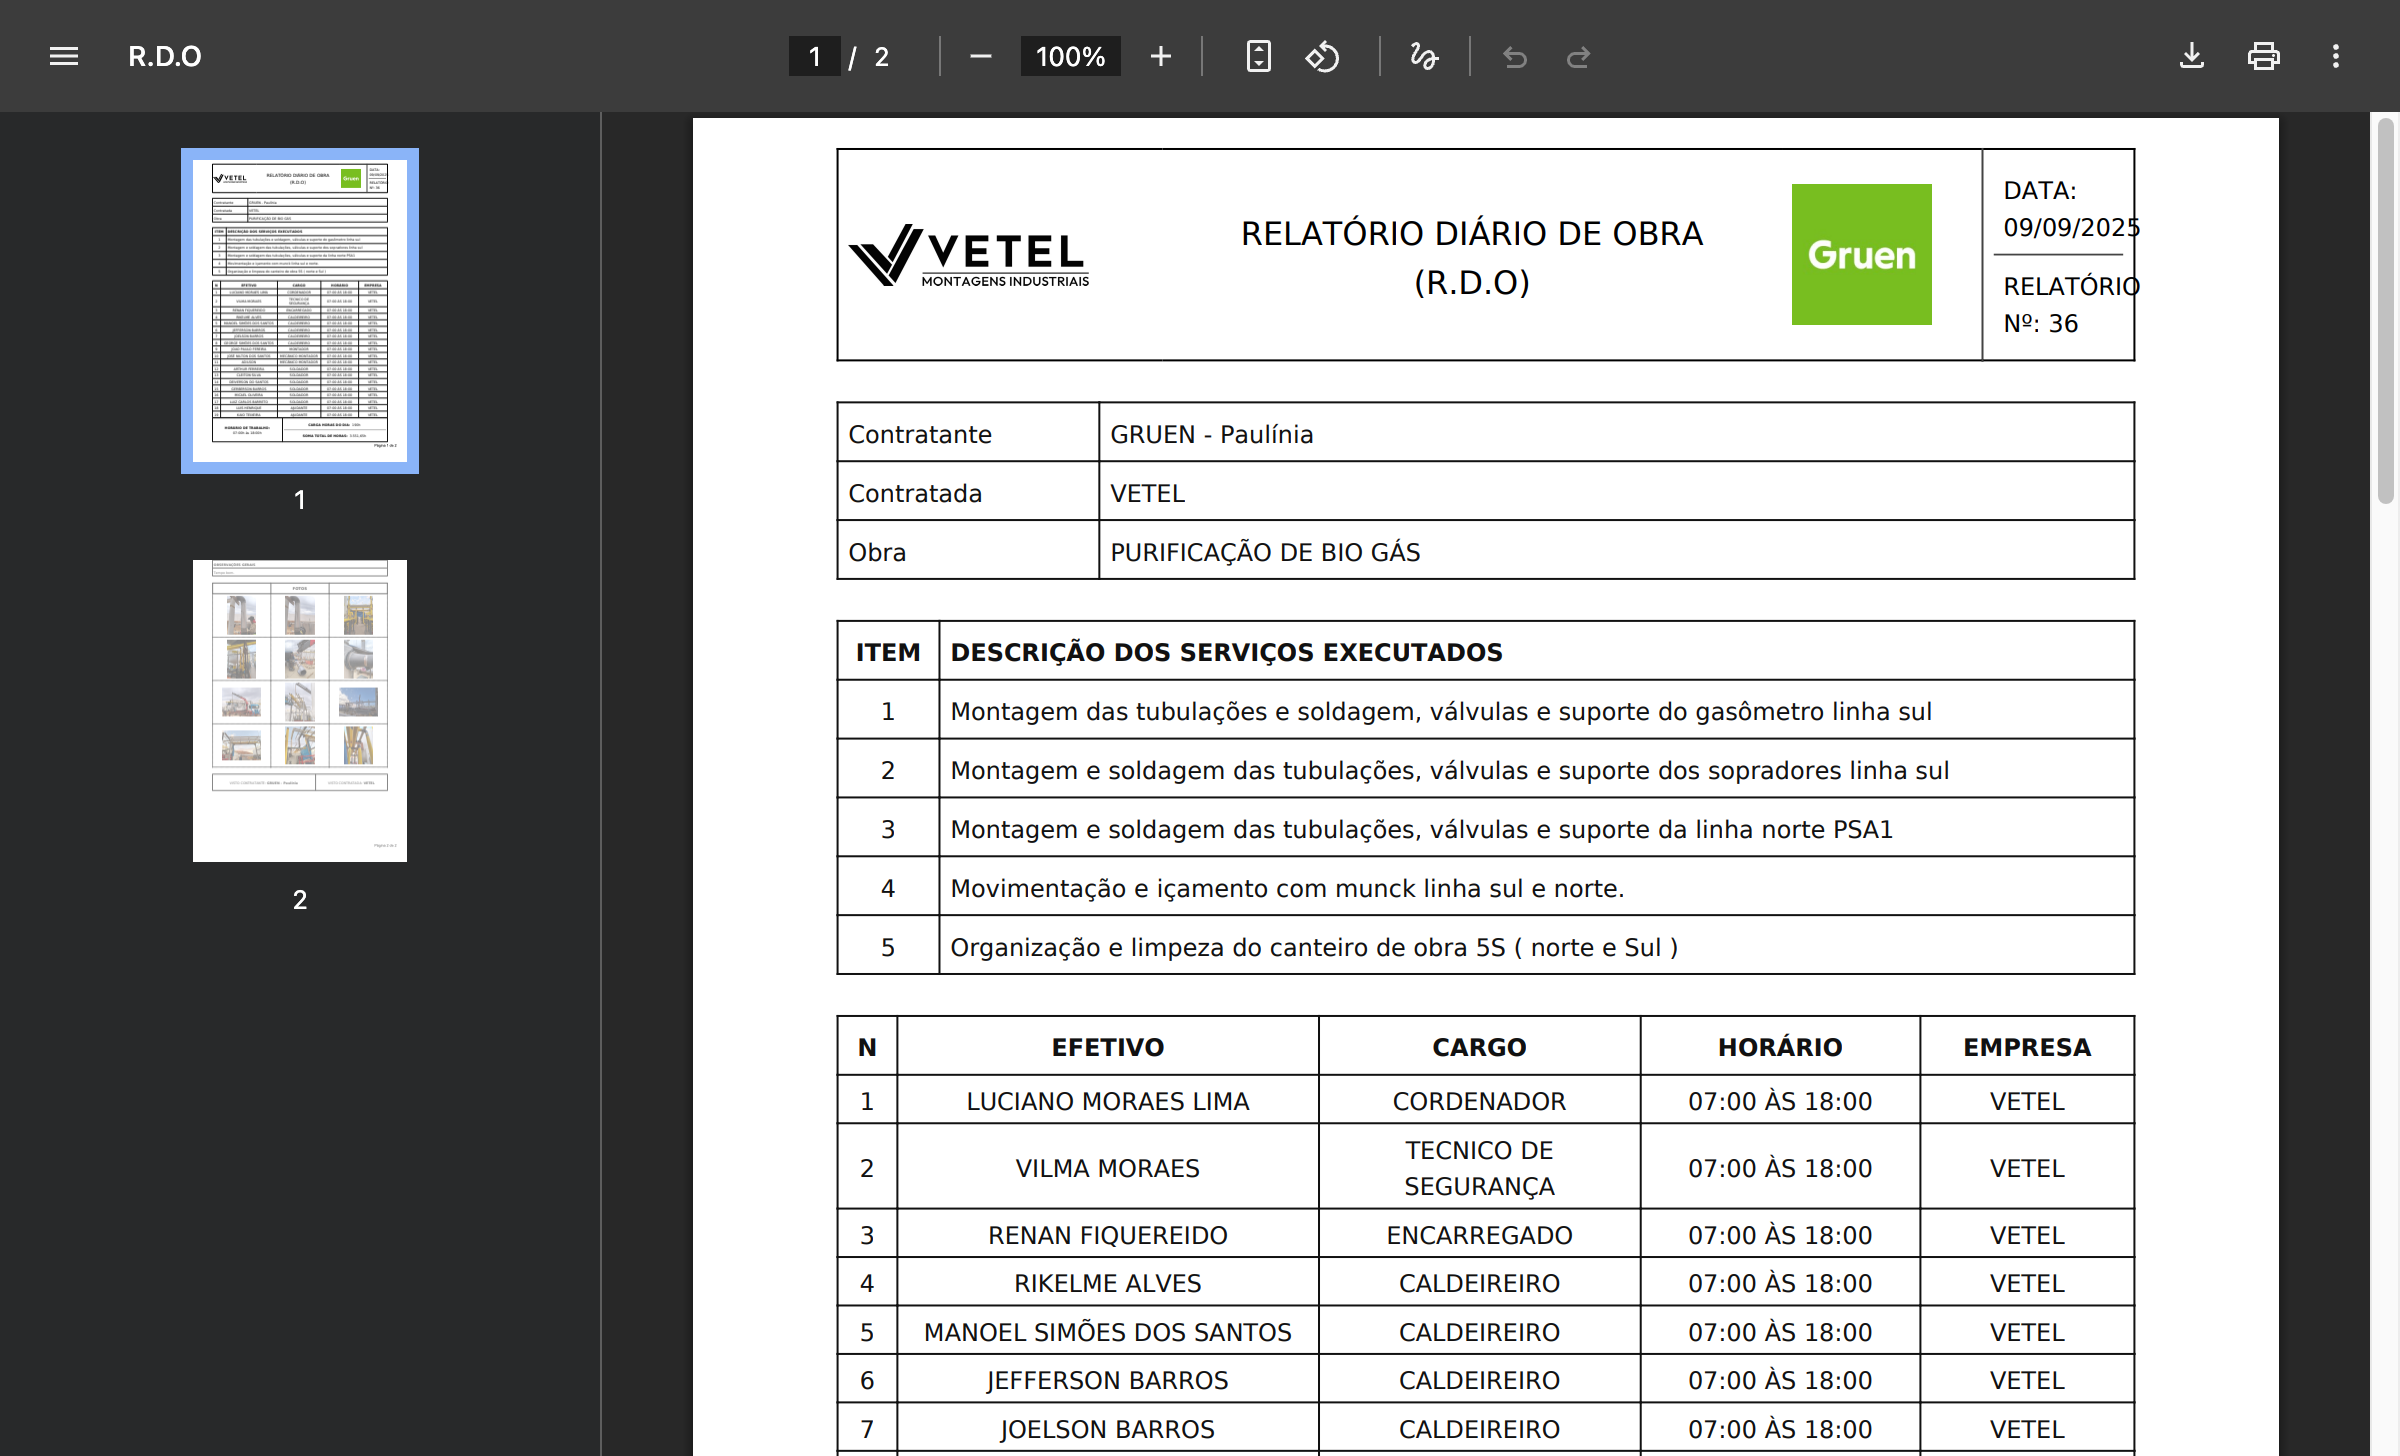 R.D.O
1 / 2
100%
VETEL
MONTAGENS INDUSTRIAIS
RELATÓRIO DIÁRIO DE OBRA
(R.D.O)
Gruen
DATA:
09/09/2025
RELATÓRIO
Nº: 36
Contratante GRUEN - Paulínia
Contratada VETEL
Obra PURIFICAÇÃO DE BIO GÁS
ITEM DESCRIÇÃO DOS SERVIÇOS EXECUTADOS
1 Montagem das tubulações e soldagem, válvulas e suporte do gasômetro linha sul
2 Montagem e soldagem das tubulações, válvulas e suporte dos sopradores linha sul
3 Montagem e soldagem das tubulações, válvulas e suporte da linha norte PSA1
4 Movimentação e içamento com munck linha sul e norte.
5 Organização e limpeza do canteiro de obra 5S ( norte e Sul )
N EFETIVO CARGO HORÁRIO EMPRESA
1 LUCIANO MORAES LIMA CORDENADOR 07:00 ÀS 18:00 VETEL
2 VILMA MORAES TECNICO DE SEGURANÇA 07:00 ÀS 18:00 VETEL
3 RENAN FIQUEREIDO ENCARREGADO 07:00 ÀS 18:00 VETEL
4 RIKELME ALVES CALDEIREIRO 07:00 ÀS 18:00 VETEL
5 MANOEL SIMÕES DOS SANTOS CALDEIREIRO 07:00 ÀS 18:00 VETEL
6 JEFFERSON BARROS CALDEIREIRO 07:00 ÀS 18:00 VETEL
7 JOELSON BARROS CALDEIREIRO 07:00 ÀS 18:00 VETEL
1
2